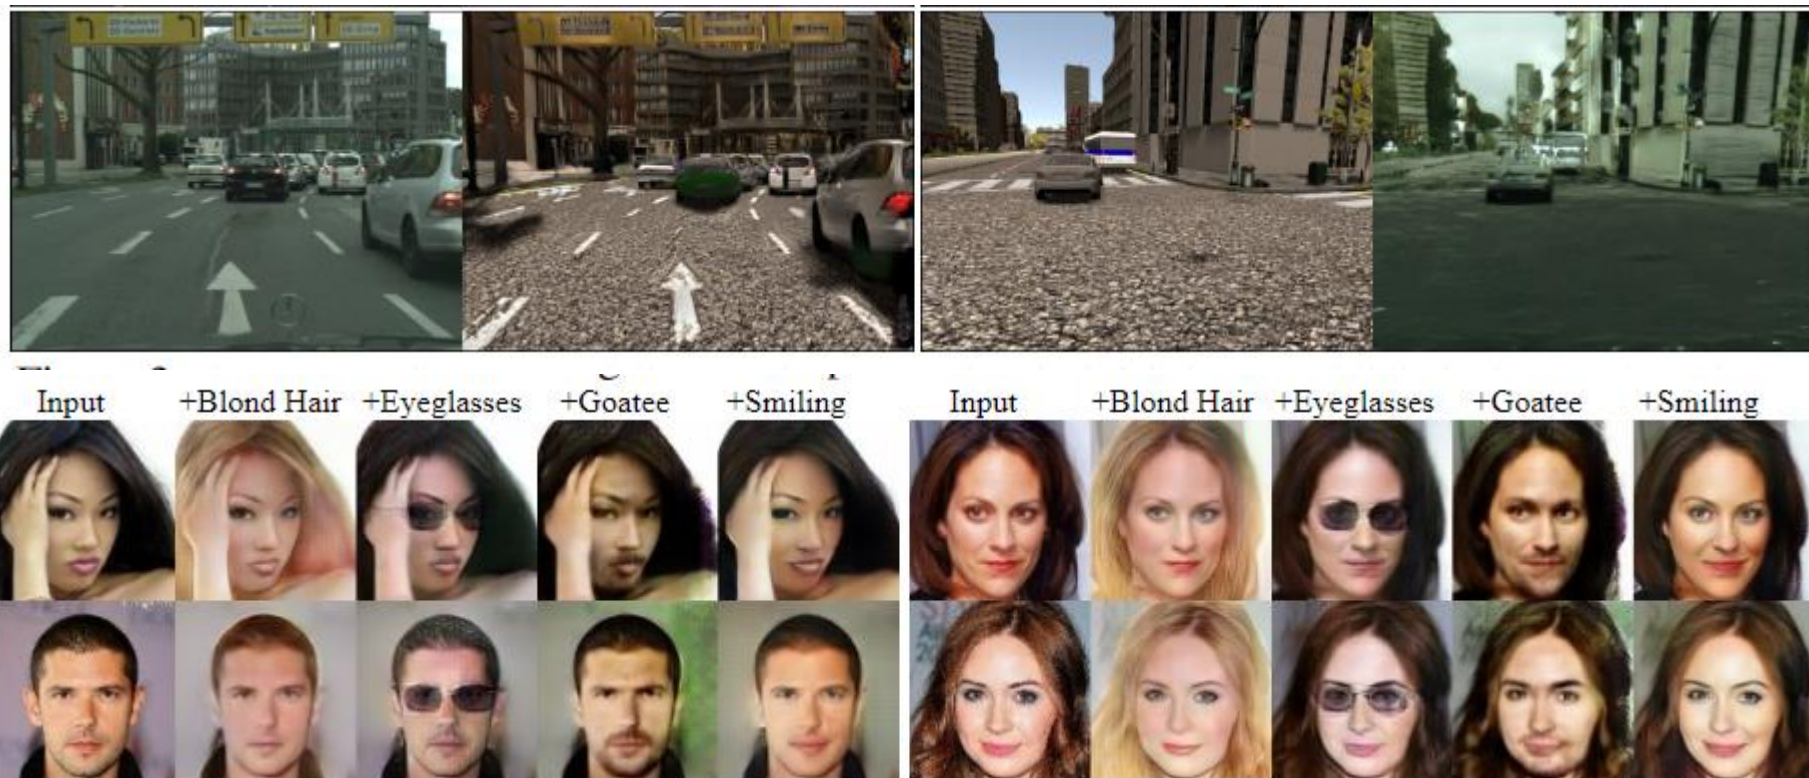 Input +Blond Hair +Eyeglasses +Goatee +Smiling Input +Blond Hair +Eyeglasses +Goatee +Smiling